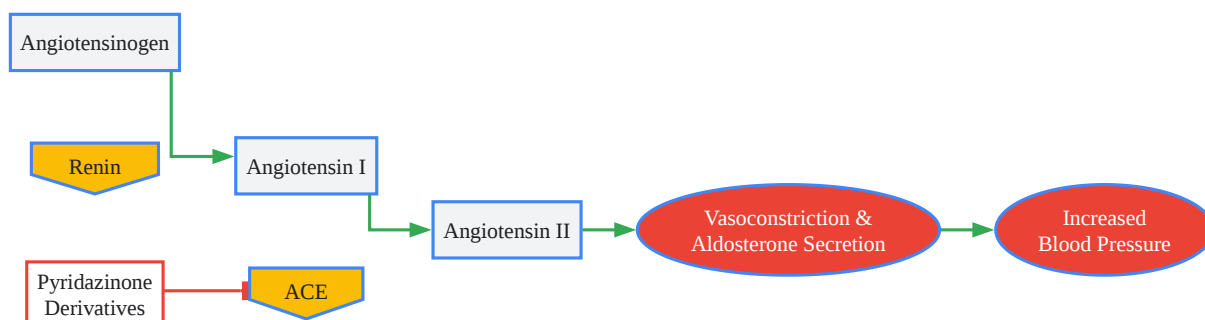 Angiotensinogen
Renin
Angiotensin I
Angiotensin II
Vasoconstriction &
Aldosterone Secretion
Increased
Blood Pressure
Pyridazinone
Derivatives
ACE